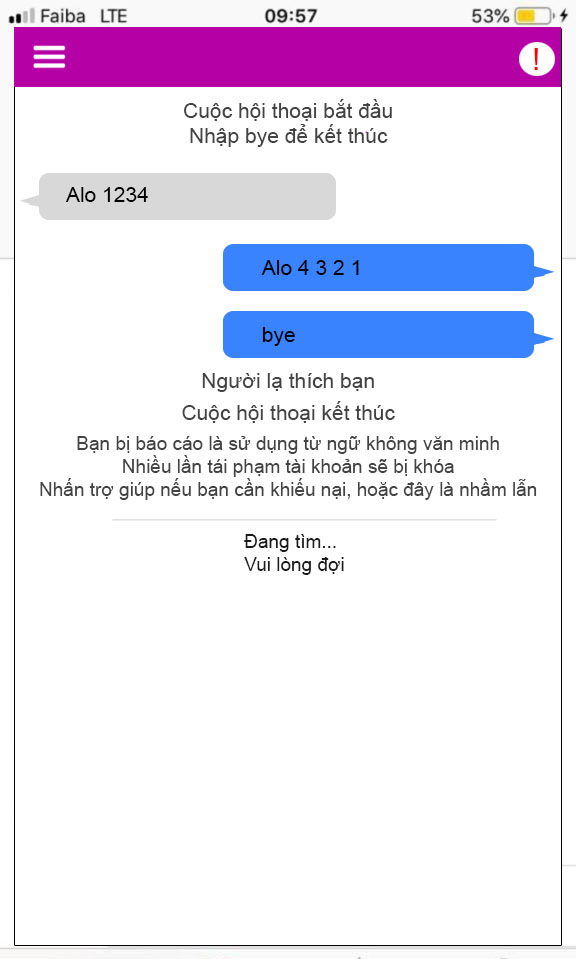 Faiba LTE 09:57 53%
!
Cuộc hội thoại bắt đầu
Nhập bye để kết thúc
Alo 1234
Alo 4 3 2 1
bye
Người lạ thích bạn
Cuộc hội thoại kết thúc
Bạn bị báo cáo là sử dụng từ ngữ không văn minh
Nhiều lần tái phạm tài khoản sẽ bị khóa
Nhấn trợ giúp nếu bạn cần khiếu nại, hoặc đây là nhầm lẫn
Đang tìm...
Vui lòng đợi